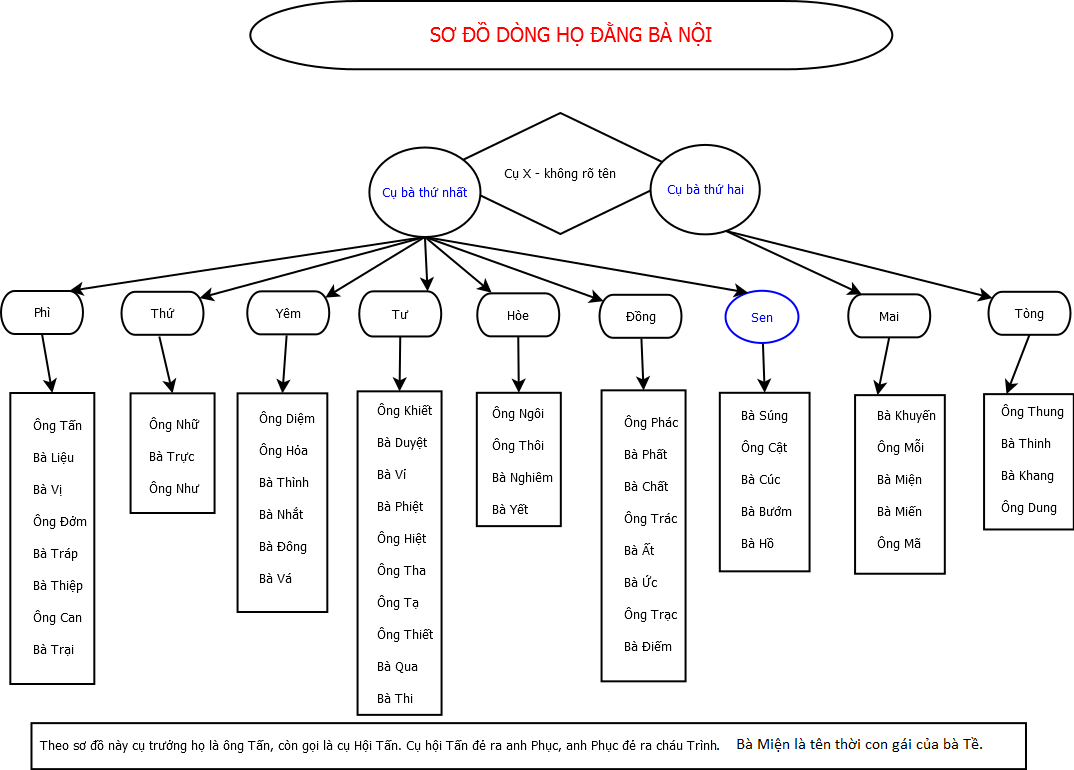 SƠ ĐỒ DÒNG HỌ ĐẰNG BÀ NỘI
Cụ bà thứ nhất
Cụ X - không rõ tên
Cụ bà thứ hai
Phì
Thứ
Yêm
Tư
Hòe
Đồng
Sen
Mai
Tòng
Ông Tấn
Bà Liệu
Bà Vị
Ông Đớm
Bà Tráp
Bà Thiệp
Ông Can
Bà Trại
Ông Nhữ
Bà Trực
Ông Như
Ông Diệm
Ông Hóa
Bà Thình
Bà Nhắt
Bà Đông
Bà Vá
Ông Khiết
Bà Duyệt
Bà Ví
Bà Phiệt
Ông Hiệt
Ông Tha
Ông Tạ
Ông Thiết
Bà Qua
Bà Thi
Ông Ngôi
Ông Thôi
Bà Nghiêm
Bà Yết
Ông Phác
Bà Phất
Bà Chất
Ông Trác
Bà Ất
Bà Ức
Ông Trạc
Bà Điếm
Bà Súng
Ông Cật
Bà Cúc
Bà Bướm
Bà Hồ
Bà Khuyến
Ông Mỗi
Bà Miện
Bà Miến
Ông Mã
Ông Thung
Bà Thinh
Bà Khang
Ông Dung
Theo sơ đồ này cụ trưởng họ là ông Tấn, còn gọi là cụ Hội Tấn. Cụ hội Tấn đẻ ra anh Phục, anh Phục đẻ ra cháu Trình. Bà Miện là tên thời con gái của bà Tề.